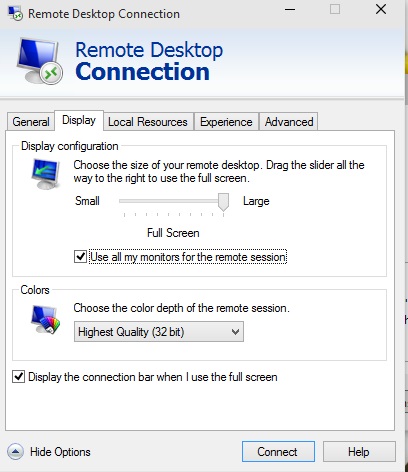 Remote Desktop Connection
Remote Desktop
Connection
General Display Local Resources Experience Advanced
Display configuration
Choose the size of your remote desktop. Drag the slider all the
way to the right to use the full screen.
Small Large
Full Screen
Use all my monitors for the remote session
Colors
Choose the color depth of the remote session.
Highest Quality (32 bit)
Display the connection bar when I use the full screen
Hide Options Connect Help